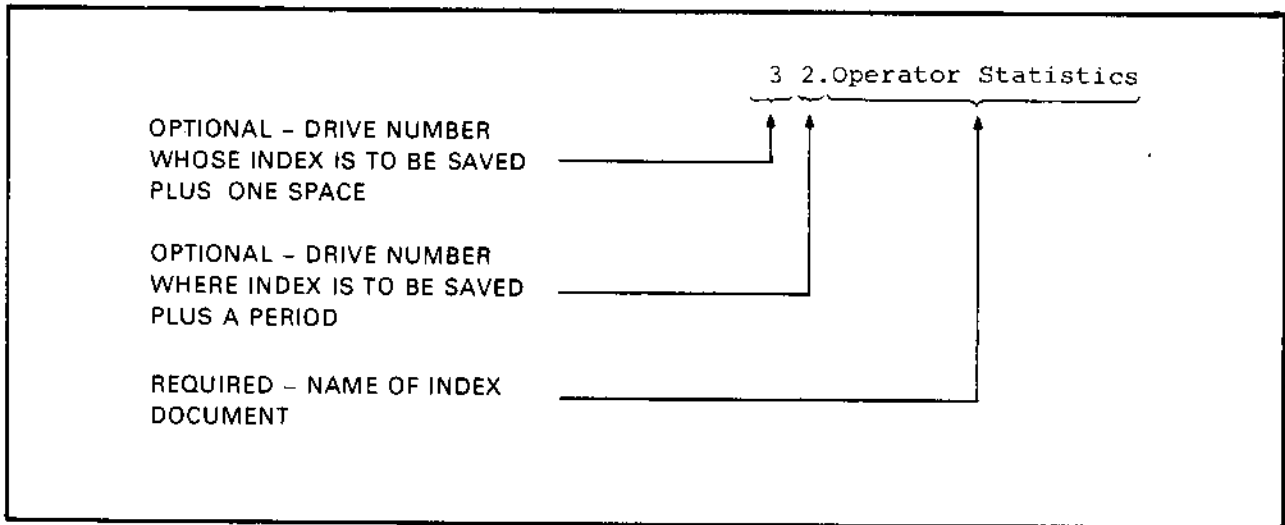 3 2.Operator Statistics
OPTIONAL – DRIVE NUMBER
WHOSE INDEX IS TO BE SAVED
PLUS ONE SPACE
OPTIONAL – DRIVE NUMBER
WHERE INDEX IS TO BE SAVED
PLUS A PERIOD
REQUIRED – NAME OF INDEX
DOCUMENT